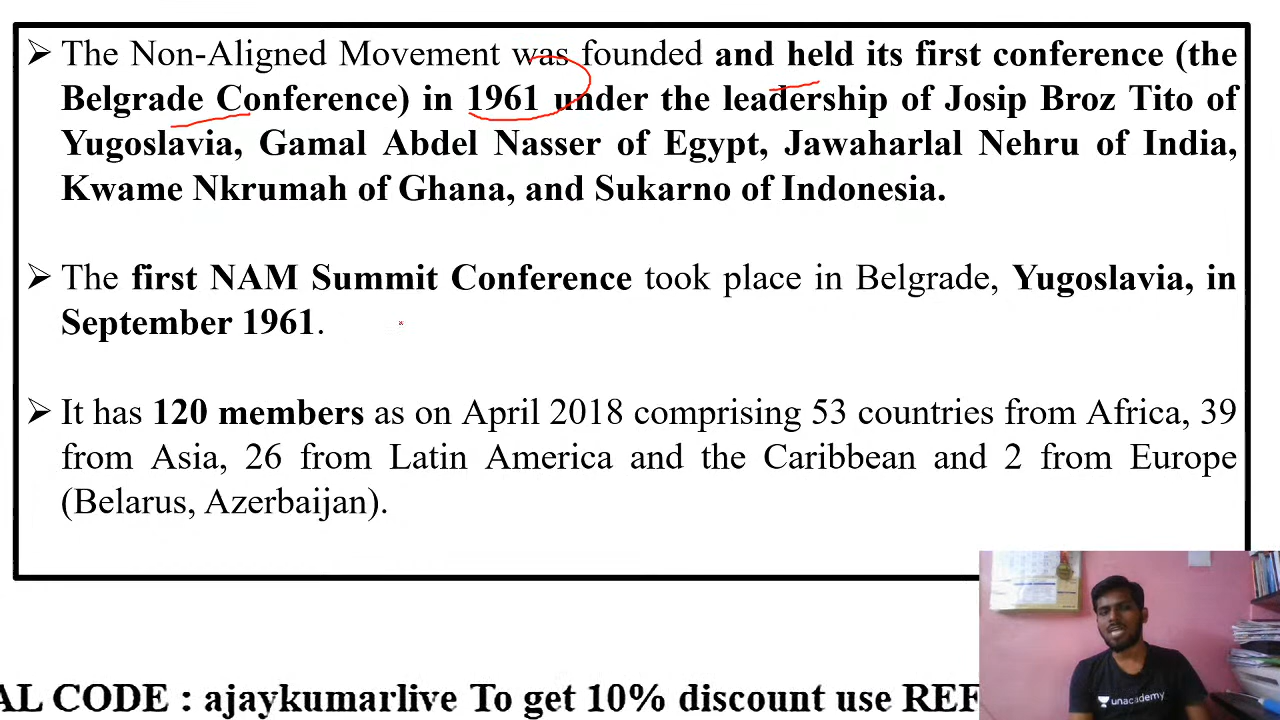 ➢ The Non-Aligned Movement was founded and held its first conference (the
Belgrade Conference) in 1961 under the leadership of Josip Broz Tito of
Yugoslavia, Gamal Abdel Nasser of Egypt, Jawaharlal Nehru of India,
Kwame Nkrumah of Ghana, and Sukarno of Indonesia.
➢ The first NAM Summit Conference took place in Belgrade, Yugoslavia, in
September 1961.
➢ It has 120 members as on April 2018 comprising 53 countries from Africa, 39
from Asia, 26 from Latin America and the Caribbean and 2 from Europe
(Belarus, Azerbaijan).
unacademy
AL CODE : ajaykumarlive To get 10% discount use REF